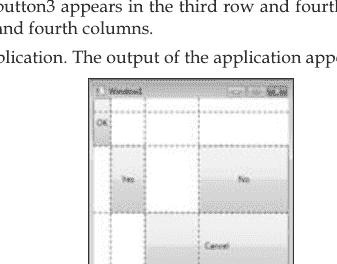 button3 appears in the third row and fourth
and fourth columns.
plication. The output of the application appe
Window1
OK
Yes
No
Cancel